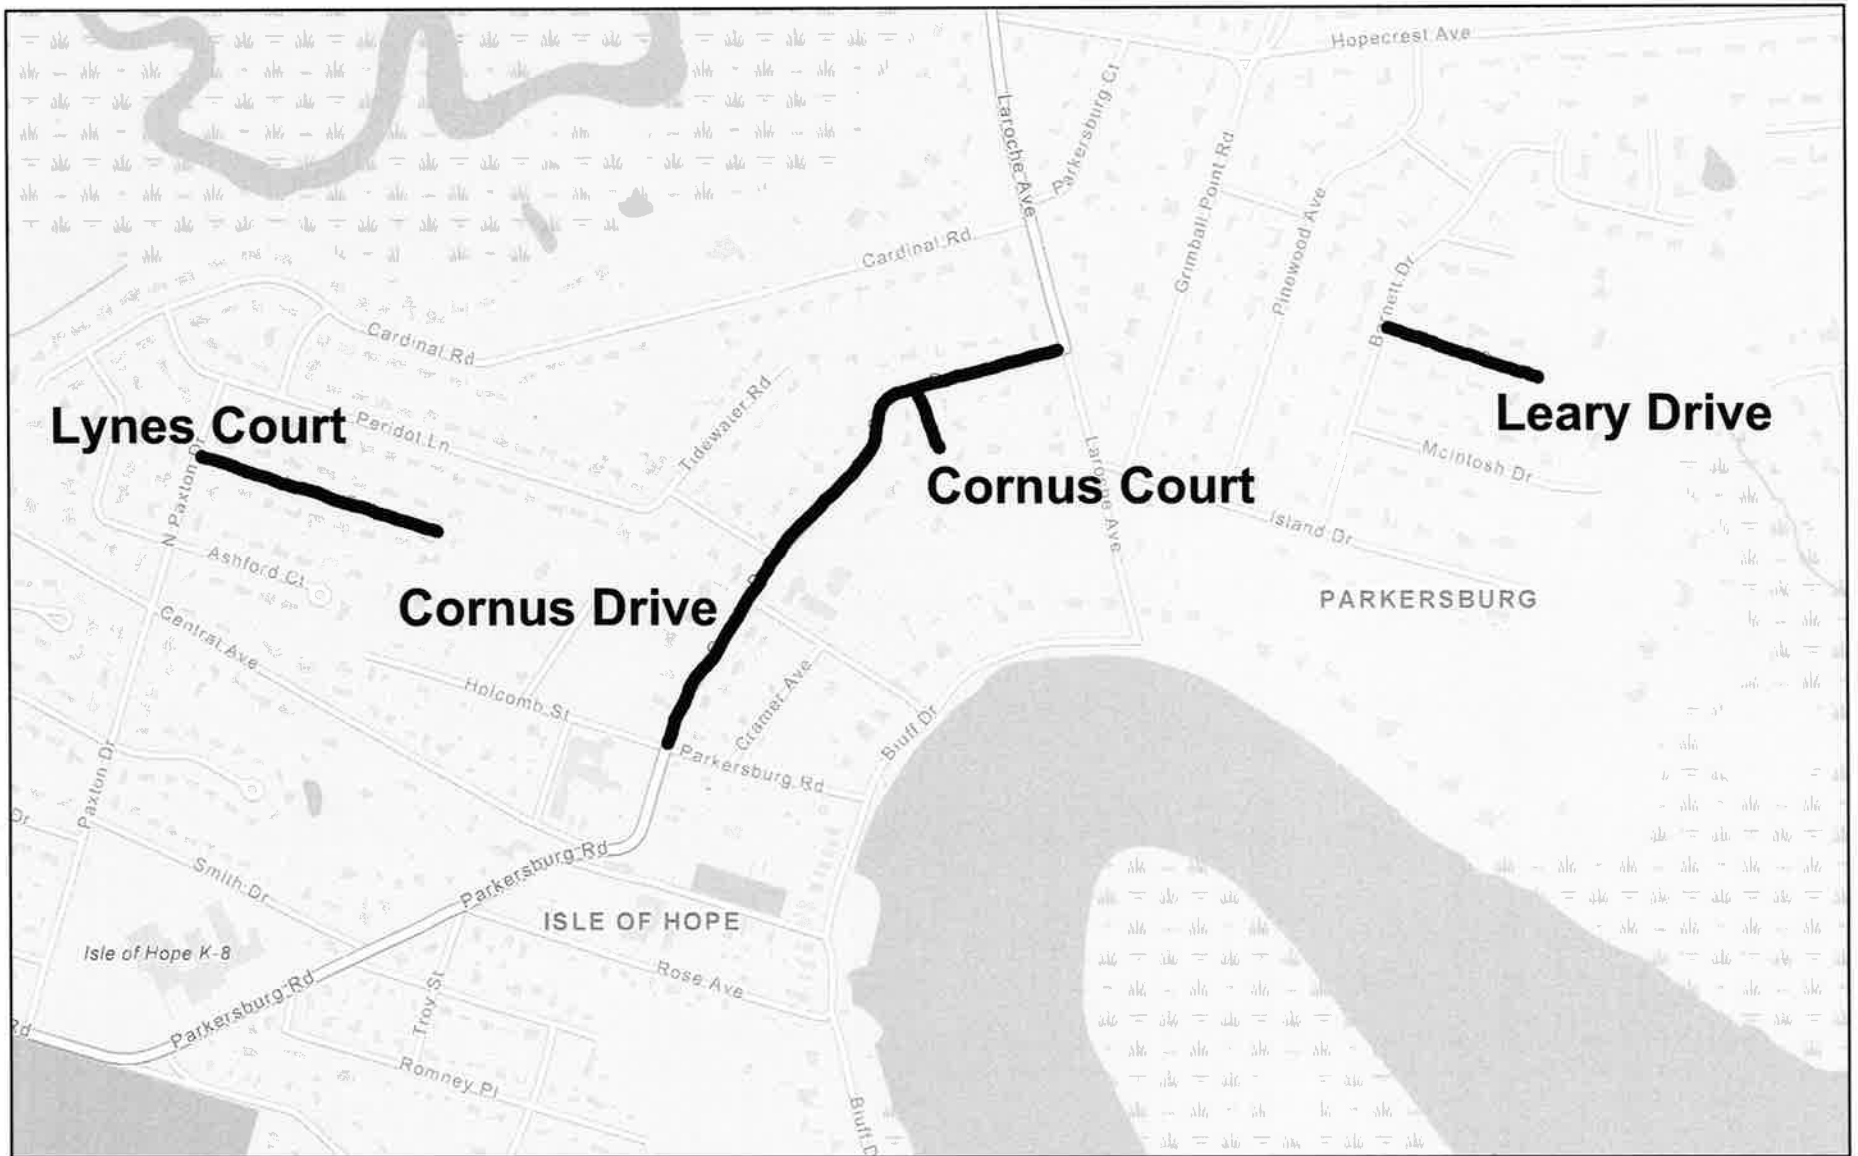 Hopecrest Ave
Laroche Ave
Parkersburg Ct
Grimball Point Rd
Pinewood Ave
Cardinal Rd
Barnett Dr
Cardinal Rd
Tidewater Rd
Peridot Ln
Lynes Court
Leary Drive
N Paxton Dr
Cornus Court
Laroche Ave
Mcintosh Dr
Island Dr
Ashford Ct
Cornus Drive
PARKERSBURG
Central Ave
Holcomb St
Cramer Ave
Bluff Dr
Parkersburg Rd
Paxton Dr
Dr
Smith Dr
Parkersburg Rd
ISLE OF HOPE
Isle of Hope K-8
Rose Ave
Parkersburg Rd
Troy St
Rd
Romney Pl
Bluff D